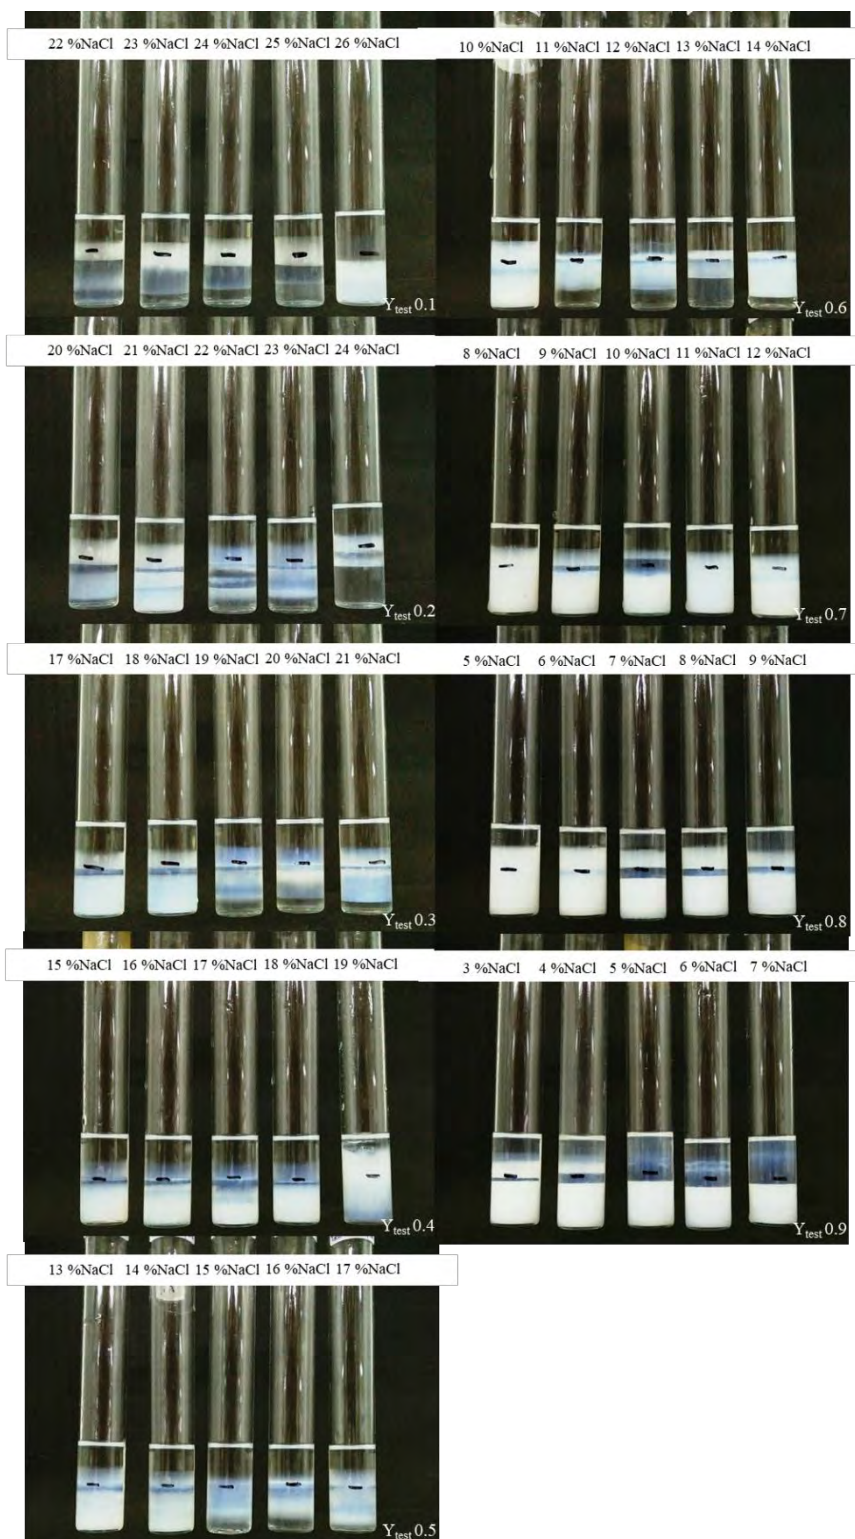 22 %NaCl 23 %NaCl 24 %NaCl 25 %NaCl 26 %NaCl
Ytest 0.1
20 %NaCl 21 %NaCl 22 %NaCl 23 %NaCl 24 %NaCl
Ytest 0.2
17 %NaCl 18 %NaCl 19 %NaCl 20 %NaCl 21 %NaCl
Ytest 0.3
15 %NaCl 16 %NaCl 17 %NaCl 18 %NaCl 19 %NaCl
Ytest 0.4
13 %NaCl 14 %NaCl 15 %NaCl 16 %NaCl 17 %NaCl
Ytest 0.5
10 %NaCl 11 %NaCl 12 %NaCl 13 %NaCl 14 %NaCl
Ytest 0.6
8 %NaCl 9 %NaCl 10 %NaCl 11 %NaCl 12 %NaCl
Ytest 0.7
5 %NaCl 6 %NaCl 7 %NaCl 8 %NaCl 9 %NaCl
Ytest 0.8
3 %NaCl 4 %NaCl 5 %NaCl 6 %NaCl 7 %NaCl
Ytest 0.9